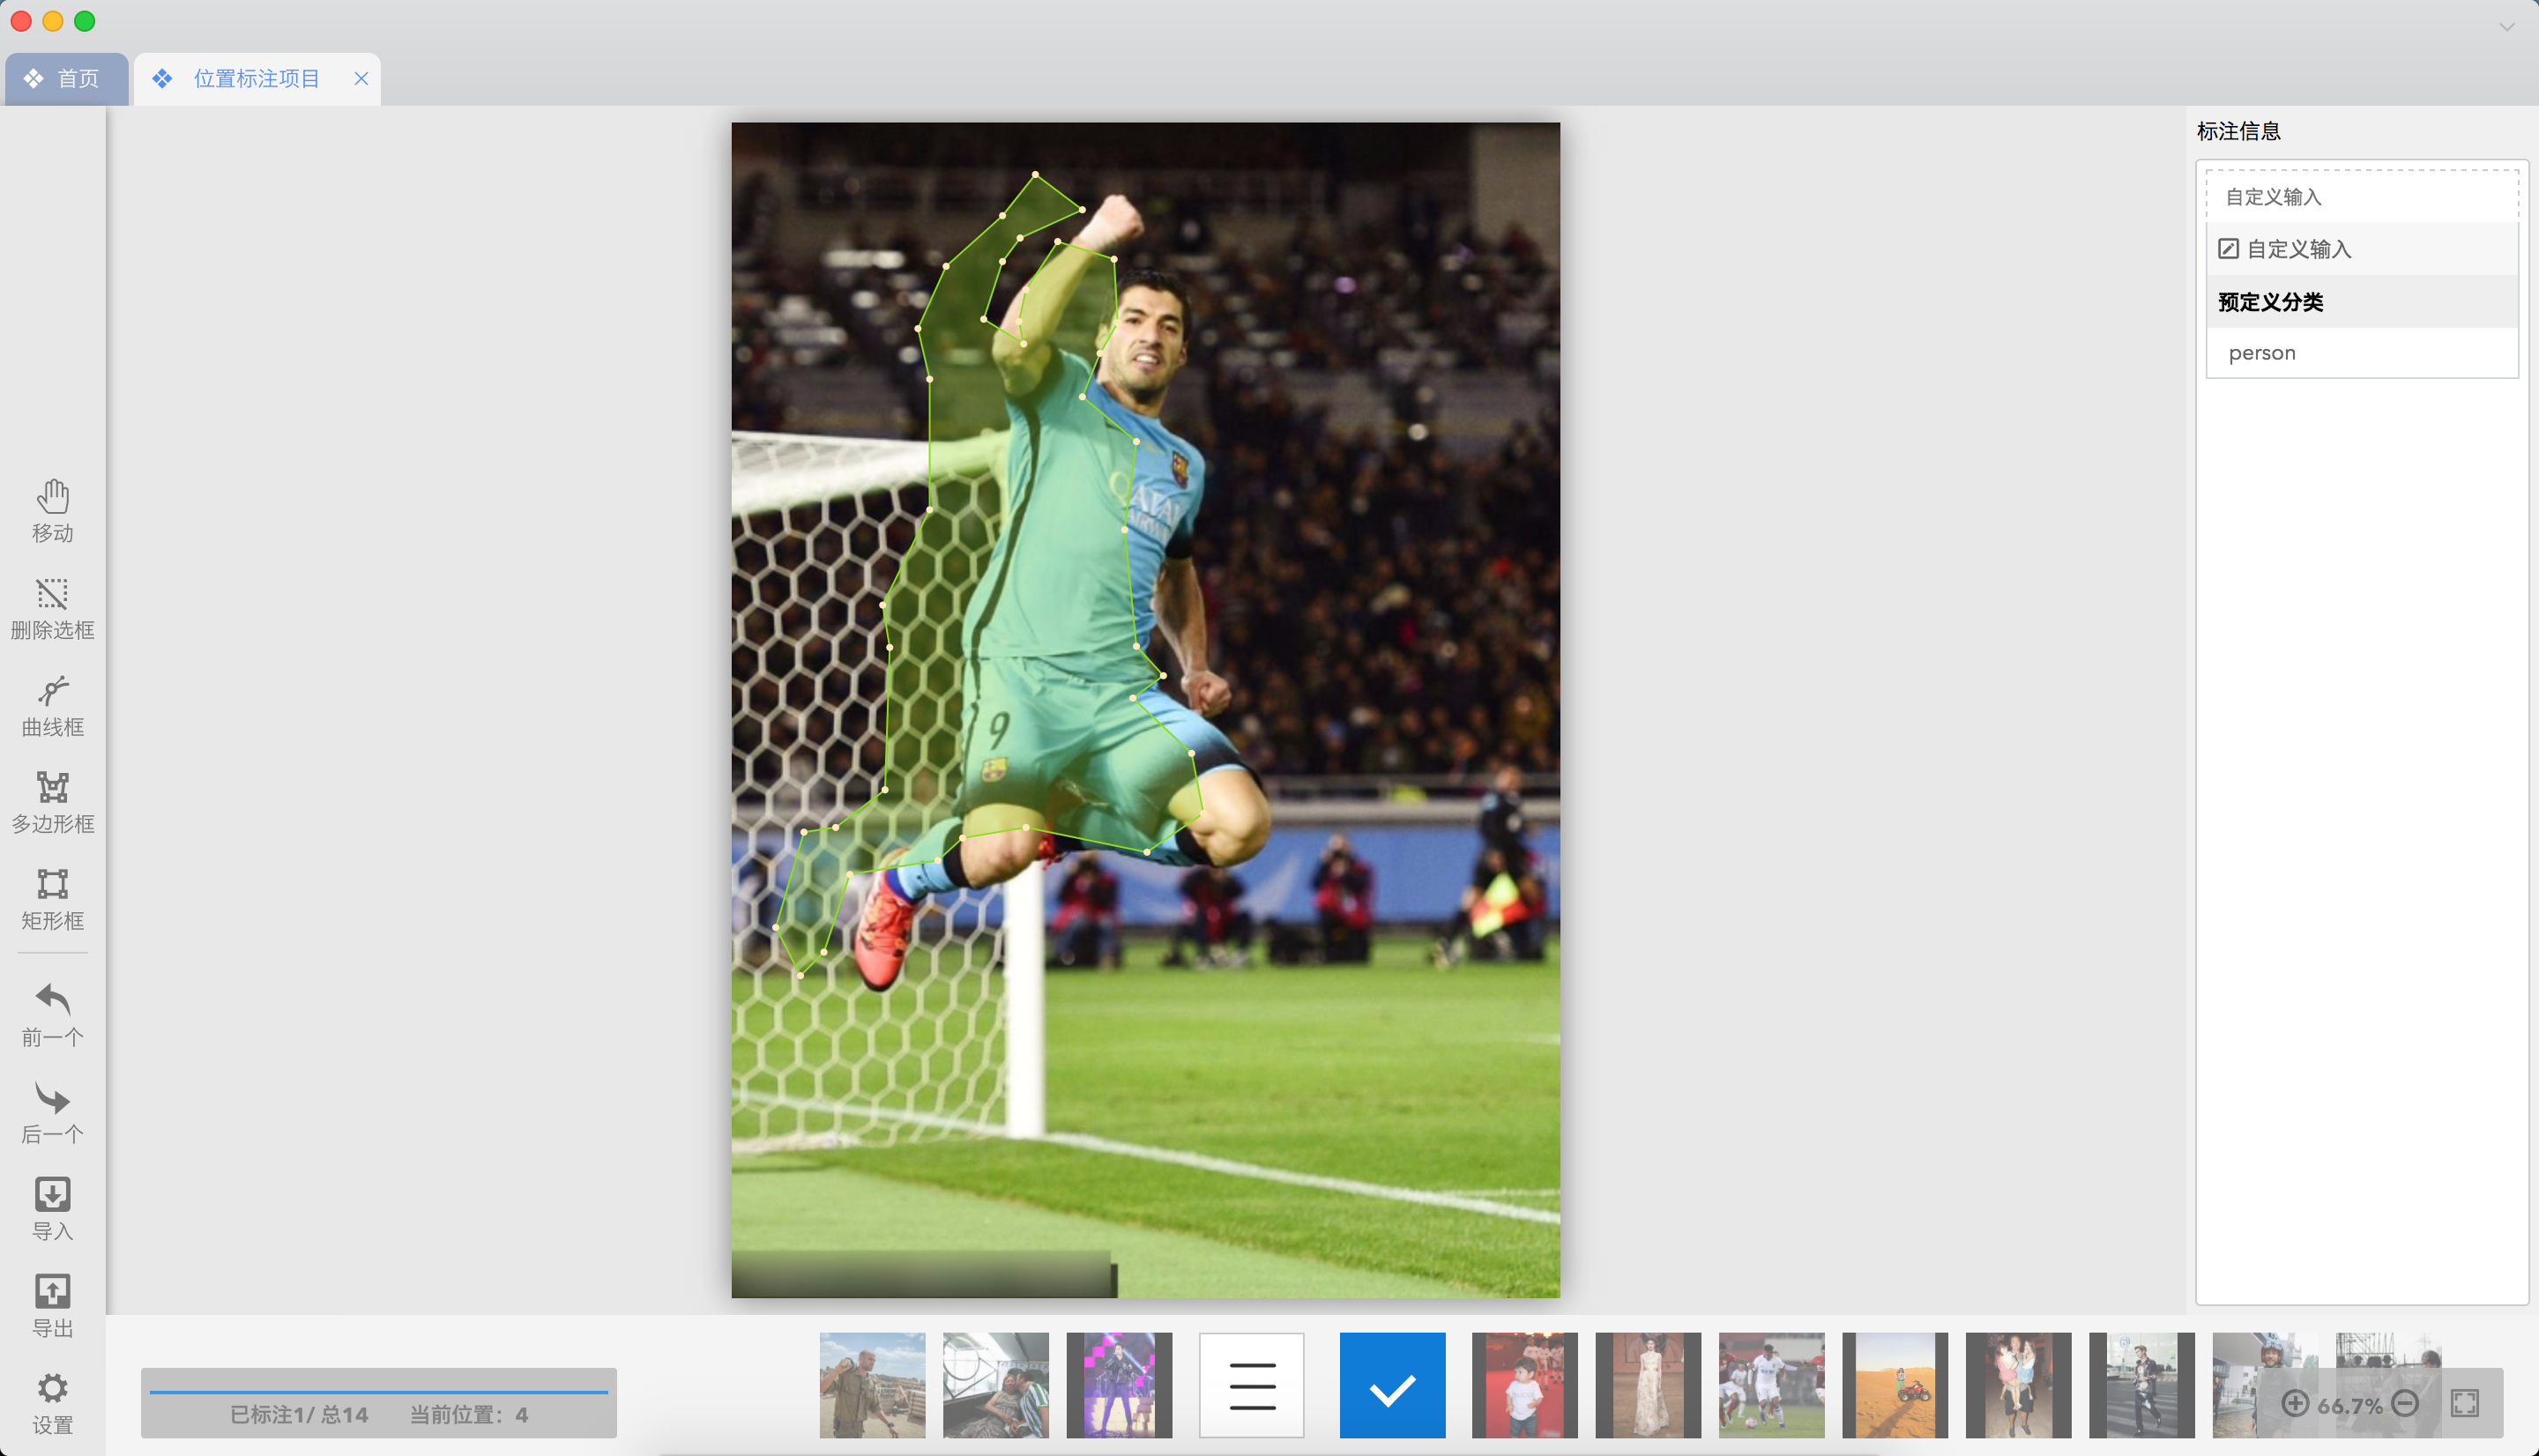 首页
位置标注项目
标注信息
自定义输入
自定义输入
预定义分类
person
移动
删除选框
曲线框
多边形框
矩形框
前一个
后一个
导入
导出
设置
QATAR
AIRWAYS
9
已标注1/ 总14 当前位置：4
66.7%